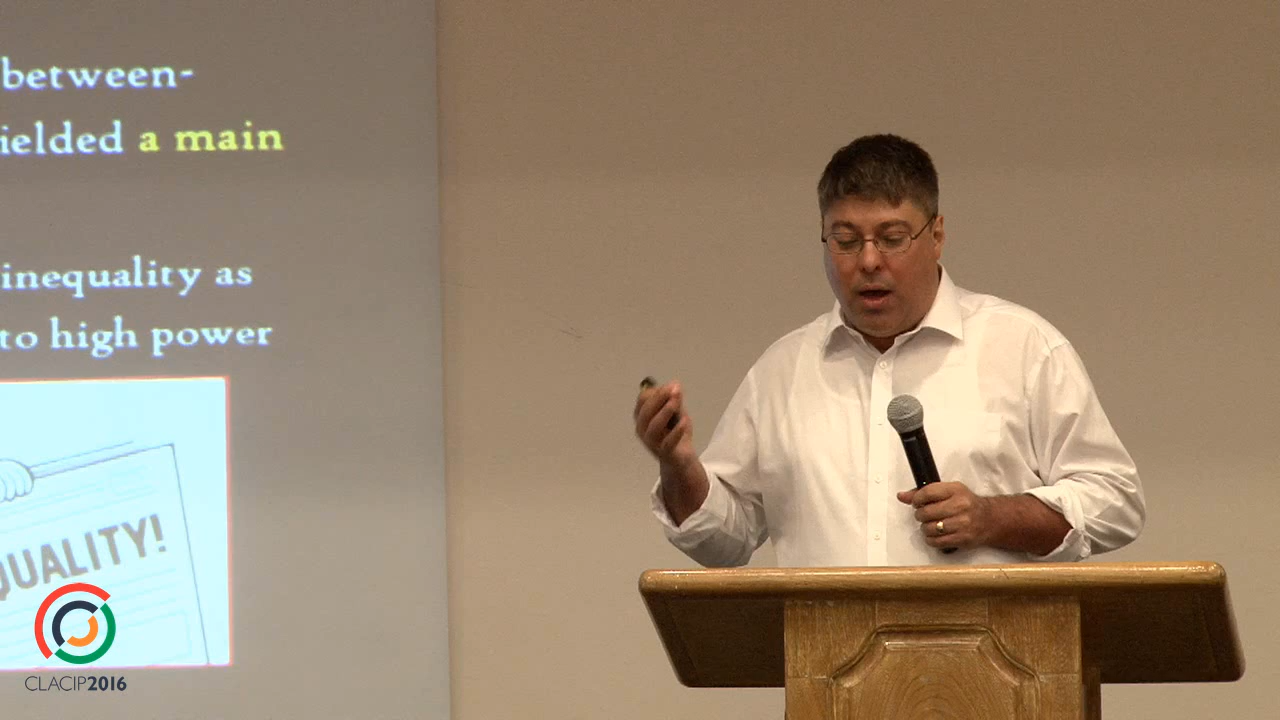 between-
ielded a main
inequality as
to high power
QUALITY!
CLACIP2016